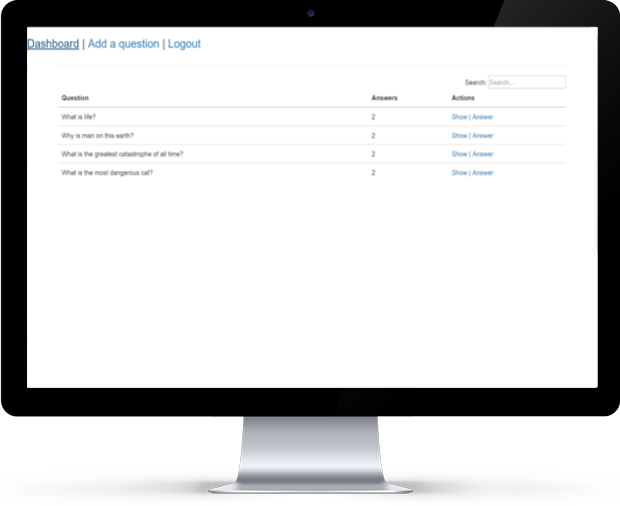 Dashboard | Add a question | Logout
Search: Search...
Question Answers Actions
What is life? 2 Show | Answer
Why is man on this earth? 2 Show | Answer
What is the greatest catastrophe of all time? 2 Show | Answer
What is the most dangerous cat? 2 Show | Answer